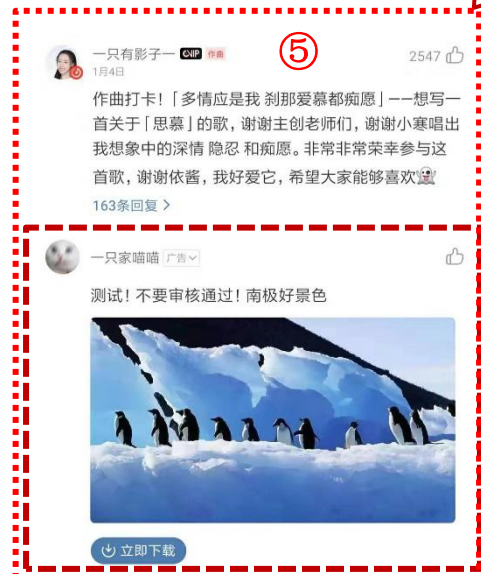 一只有影子一 CVIP 作曲
⑤
2547
1月4日
作曲打卡！「多情应是我 刹那爱慕都痴愿」——想写一
首关于「思慕」的歌，谢谢主创老师们，谢谢小寒唱出
我想象中的深情 隐忍 和痴愿。非常非常荣幸参与这
首歌，谢谢依酱，我好爱它，希望大家能够喜欢
163条回复 >
一只家喵喵 广告
测试！不要审核通过！南极好景色
立即下载